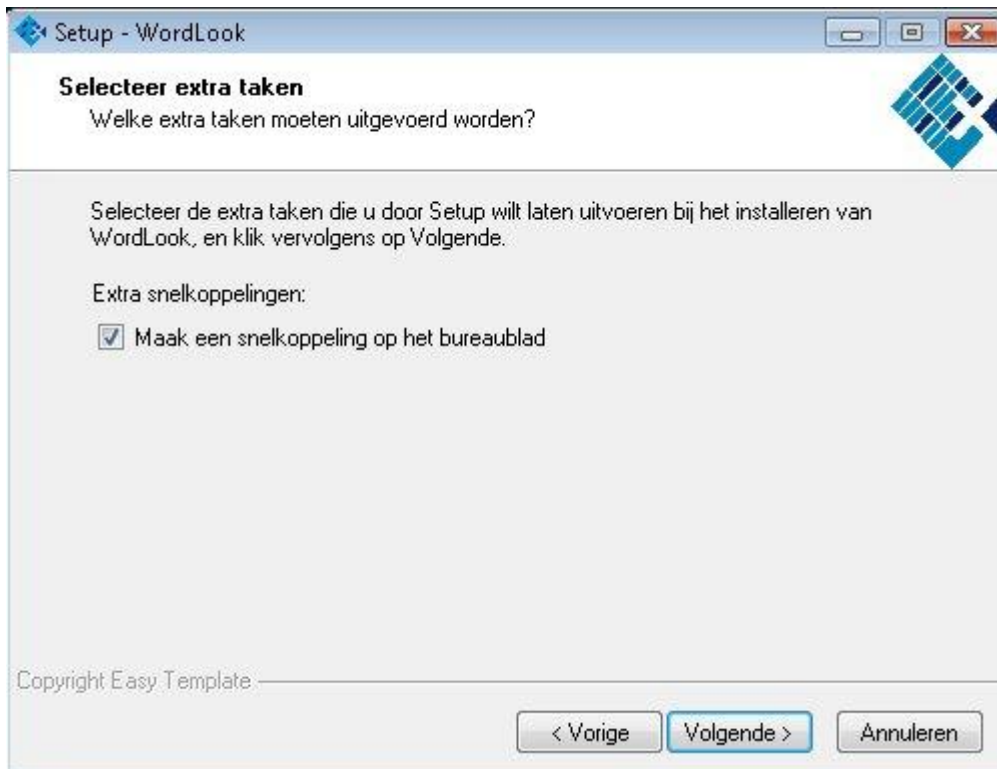 Setup - WordLook
Selecteer extra taken
Welke extra taken moeten uitgevoerd worden?
Selecteer de extra taken die u door Setup wilt laten uitvoeren bij het installeren van
WordLook, en klik vervolgens op Volgende.
Extra snelkoppelingen:
Maak een snelkoppeling op het bureaublad
Copyright Easy Template
< Vorige Volgende > Annuleren